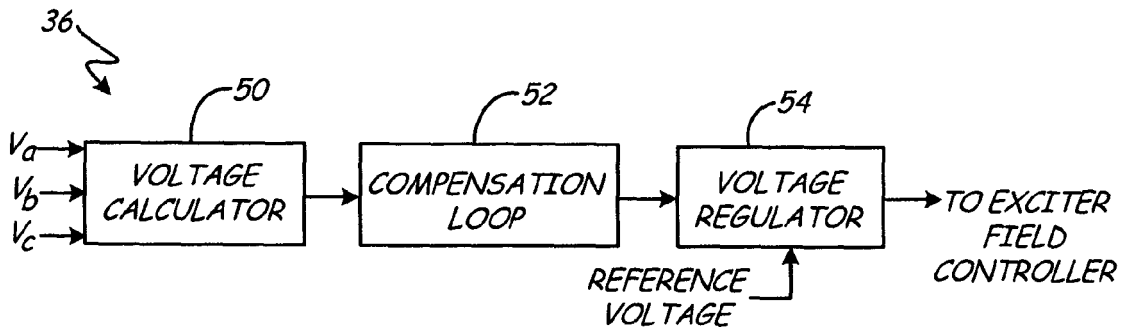 36
50
52
54
Va
Vb
Vc
VOLTAGE
CALCULATOR
COMPENSATION
LOOP
VOLTAGE
REGULATOR
TO EXCITER
FIELD
CONTROLLER
REFERENCE
VOLTAGE